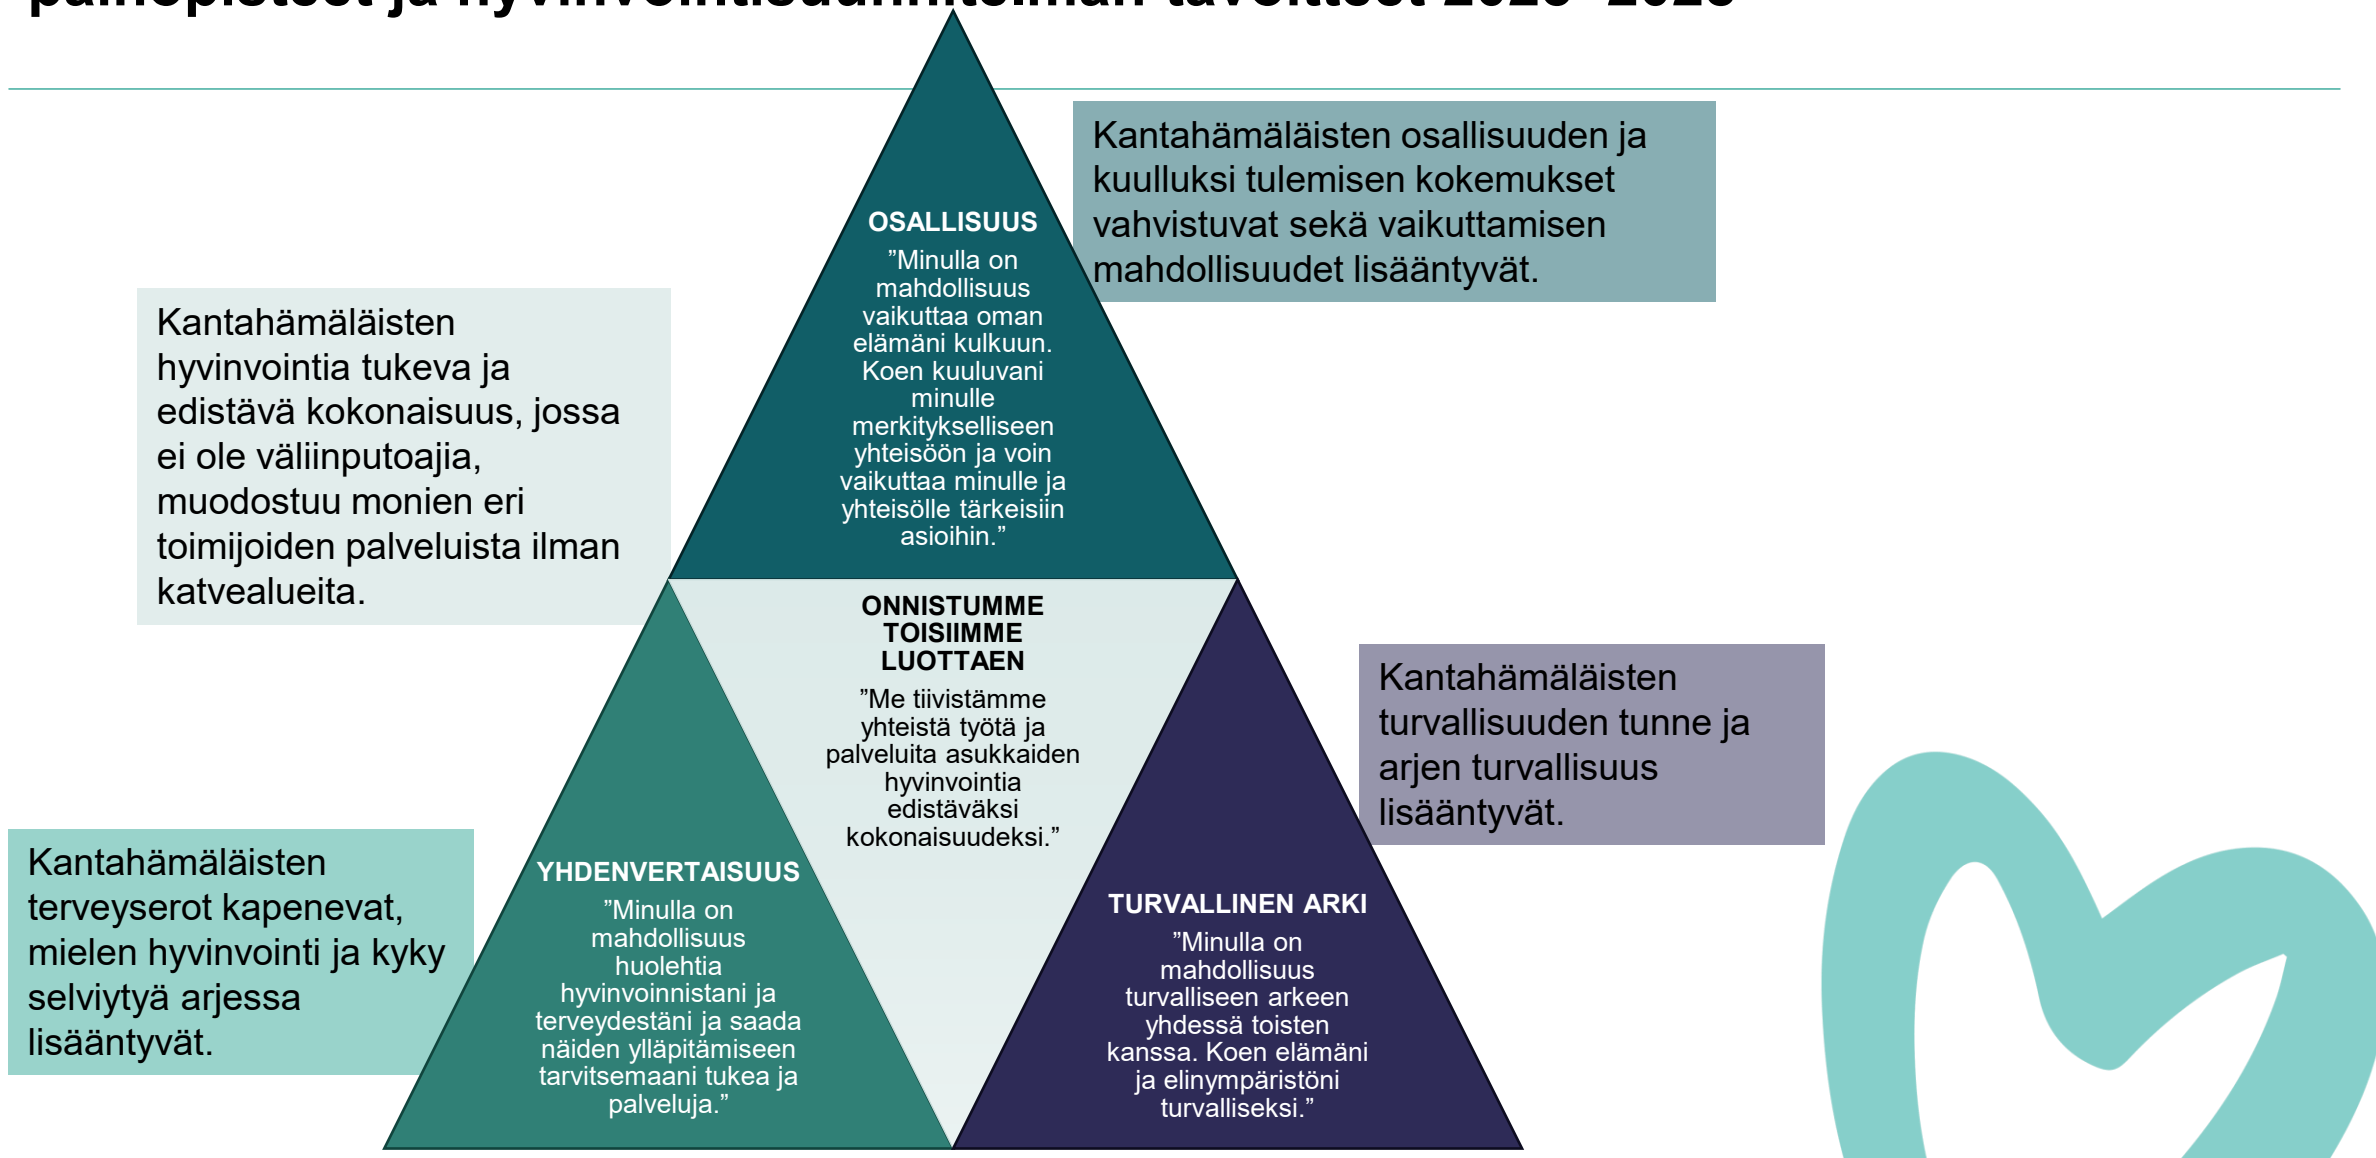 painopisteet ja hyvinvointisuunnitelman tavoitteet
Kantahämäläisten osallisuuden ja
kuulluksi tulemisen kokemukset
vahvistuvat sekä vaikuttamisen
mahdollisuudet lisääntyvät.
OSALLISUUS
”Minulla on
mahdollisuus
vaikuttaa oman
elämäni kulkuun.
Koen kuuluvani
minulle
merkitykselliseen
yhteisöön ja voin
vaikuttaa minulle ja
yhteisölle tärkeisiin
asioihin.”
Kantahämäläisten
hyvinvointia tukeva ja
edistävä kokonaisuus, jossa
ei ole väliinputoajia,
muodostuu monien eri
toimijoiden palveluista ilman
katvealueita.
ONNISTUMME
TOISIIMME
LUOTTAEN
”Me tiivistämme
yhteistä työtä ja
palveluita asukkaiden
hyvinvointia
edistäväksi
kokonaisuudeksi.”
Kantahämäläisten
turvallisuuden tunne ja
arjen turvallisuus
lisääntyvät.
Kantahämäläisten
terveyserot kapenevat,
mielen hyvinvointi ja kyky
selviytyä arjessa
lisääntyvät.
YHDENVERTAISUUS
”Minulla on
mahdollisuus
huolehtia
hyvinvoinnistani ja
terveydestäni ja saada
näiden ylläpitämiseen
tarvitsemaani tukea ja
palveluja.”
TURVALLINEN ARKI
”Minulla on
mahdollisuus
turvalliseen arkeen
yhdessä toisten
kanssa. Koen elämäni
ja elinympäristöni
turvalliseksi.”